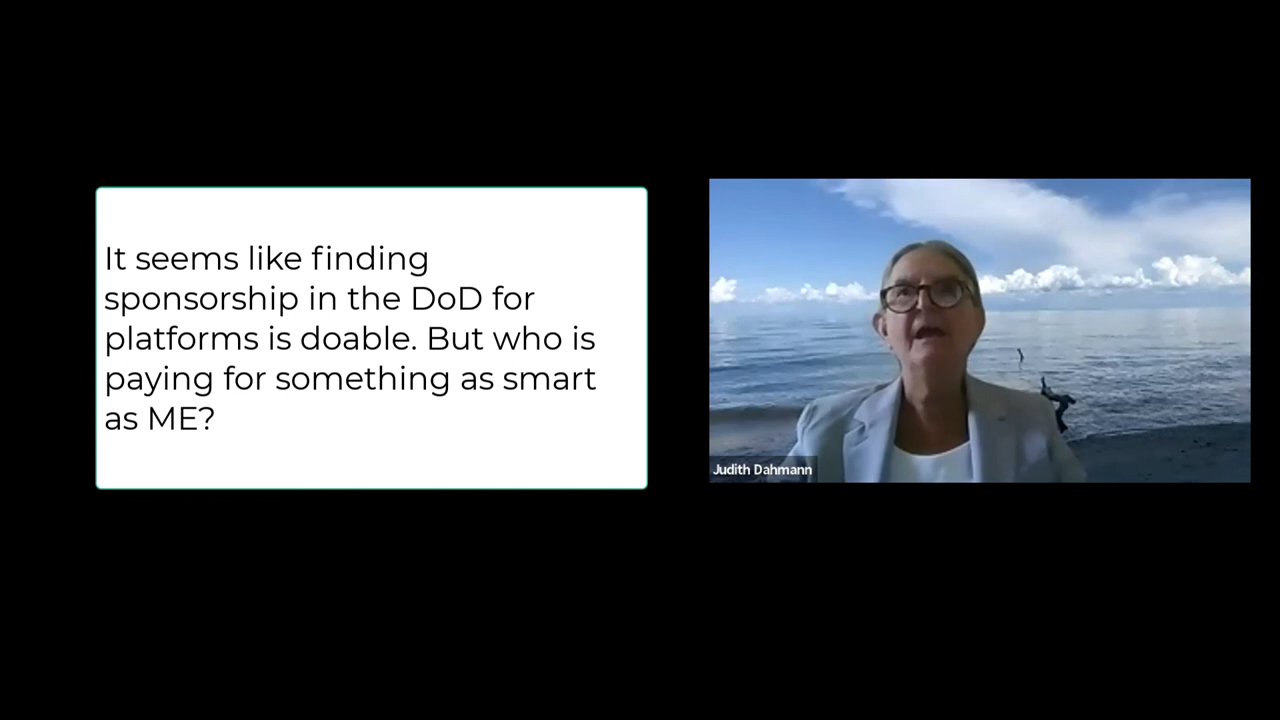 It seems like finding
sponsorship in the DoD for
platforms is doable. But who is
paying for something as smart
as ME?
Judith Dahmann